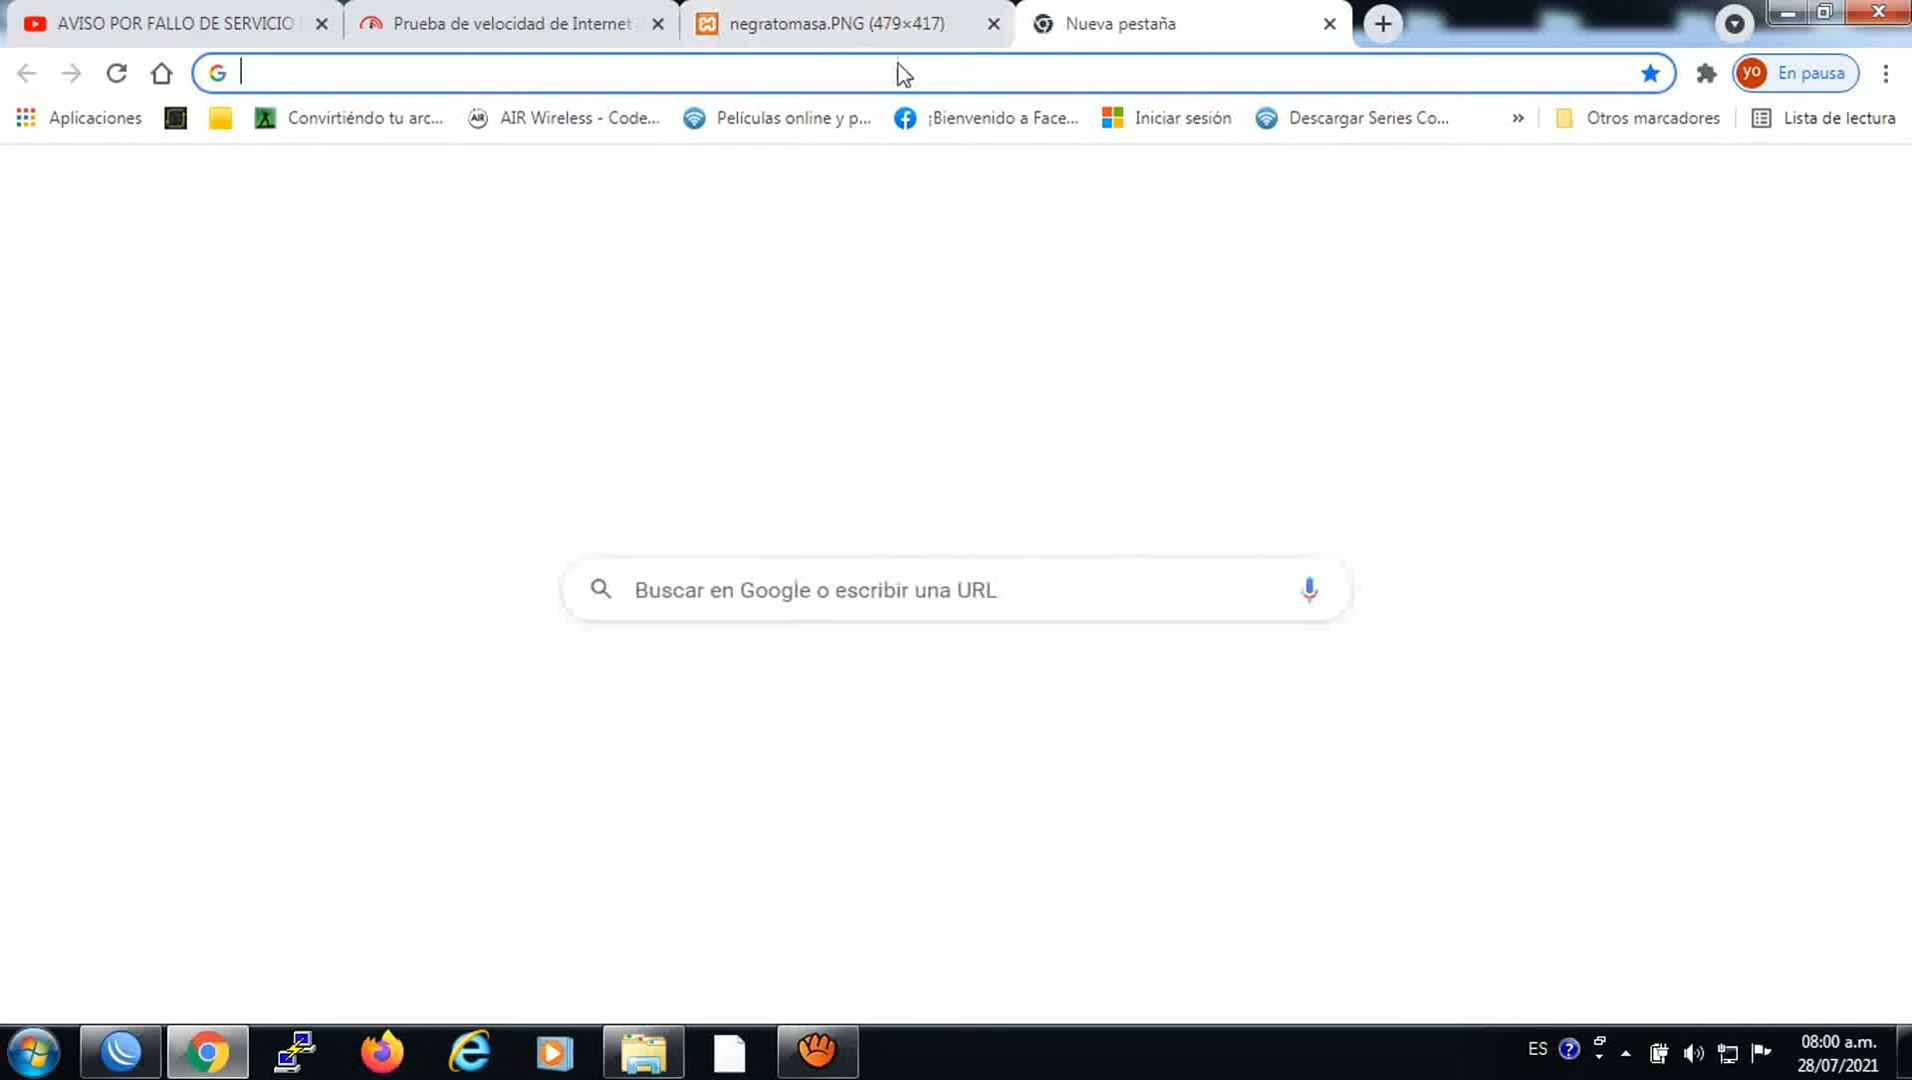 AVISO POR FALLO DE SERVICIO
Prueba de velocidad de Internet
negratomasa.PNG (479×417)
Nueva pestaña
G
yo
En pausa
Aplicaciones
Convirtiéndo tu arc...
AIR
AIR Wireless - Code...
Películas online y p...
¡Bienvenido a Face...
Iniciar sesión
Descargar Series Co...
»
Otros marcadores
Lista de lectura
Buscar en Google o escribir una URL
ES
08:00 a.m.
28/07/2021